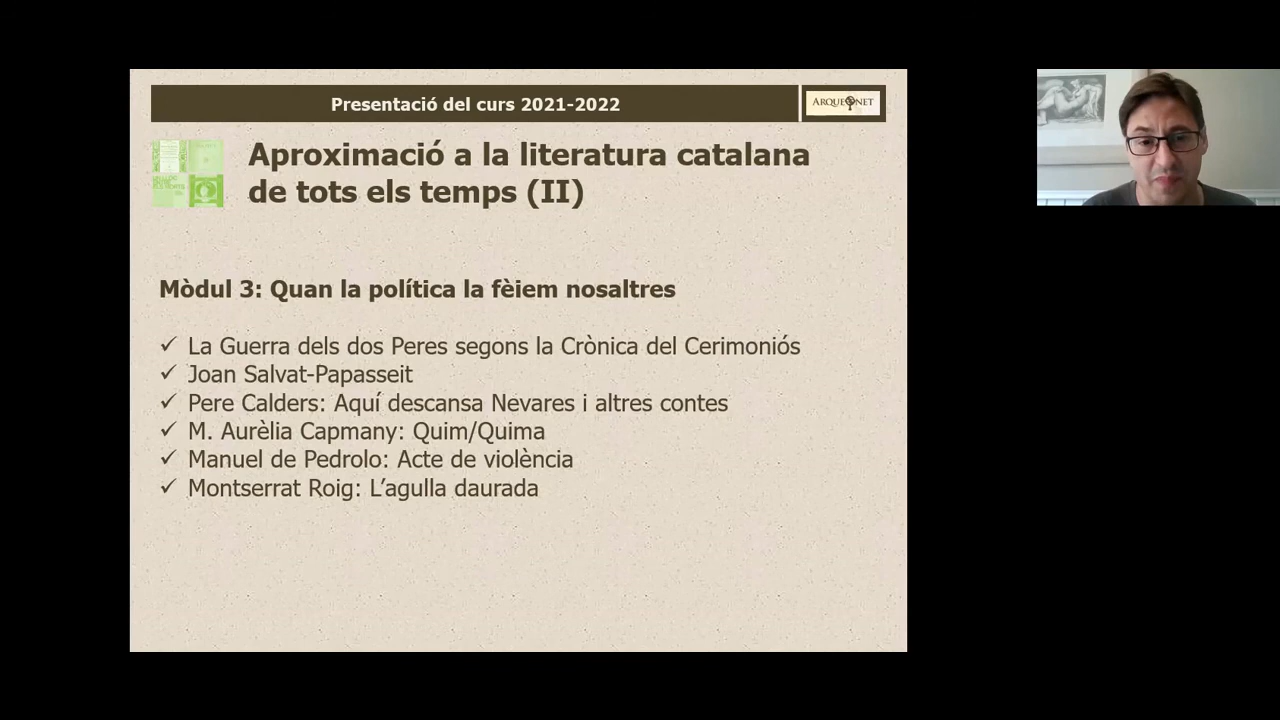 Presentació del curs 2021-2022
ARQUEONET
Aproximació a la literatura catalana
de tots els temps (II)
Mòdul 3: Quan la política la fèiem nosaltres
✓ La Guerra dels dos Peres segons la Crònica del Cerimoniós
✓ Joan Salvat-Papasseit
✓ Pere Calders: Aquí descansa Nevares i altres contes
✓ M. Aurèlia Capmany: Quim/Quima
✓ Manuel de Pedrolo: Acte de violència
✓ Montserrat Roig: L’agulla daurada